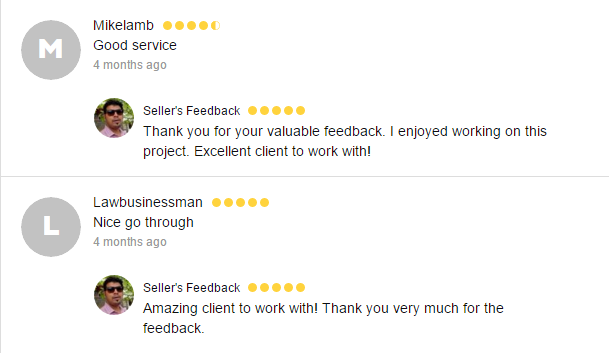 M
Mikelamb
Good service
4 months ago
Seller's Feedback
Thank you for your valuable feedback. I enjoyed working on this
project. Excellent client to work with!
L
Lawbusinessman
Nice go through
4 months ago
Seller's Feedback
Amazing client to work with! Thank you very much for the
feedback.